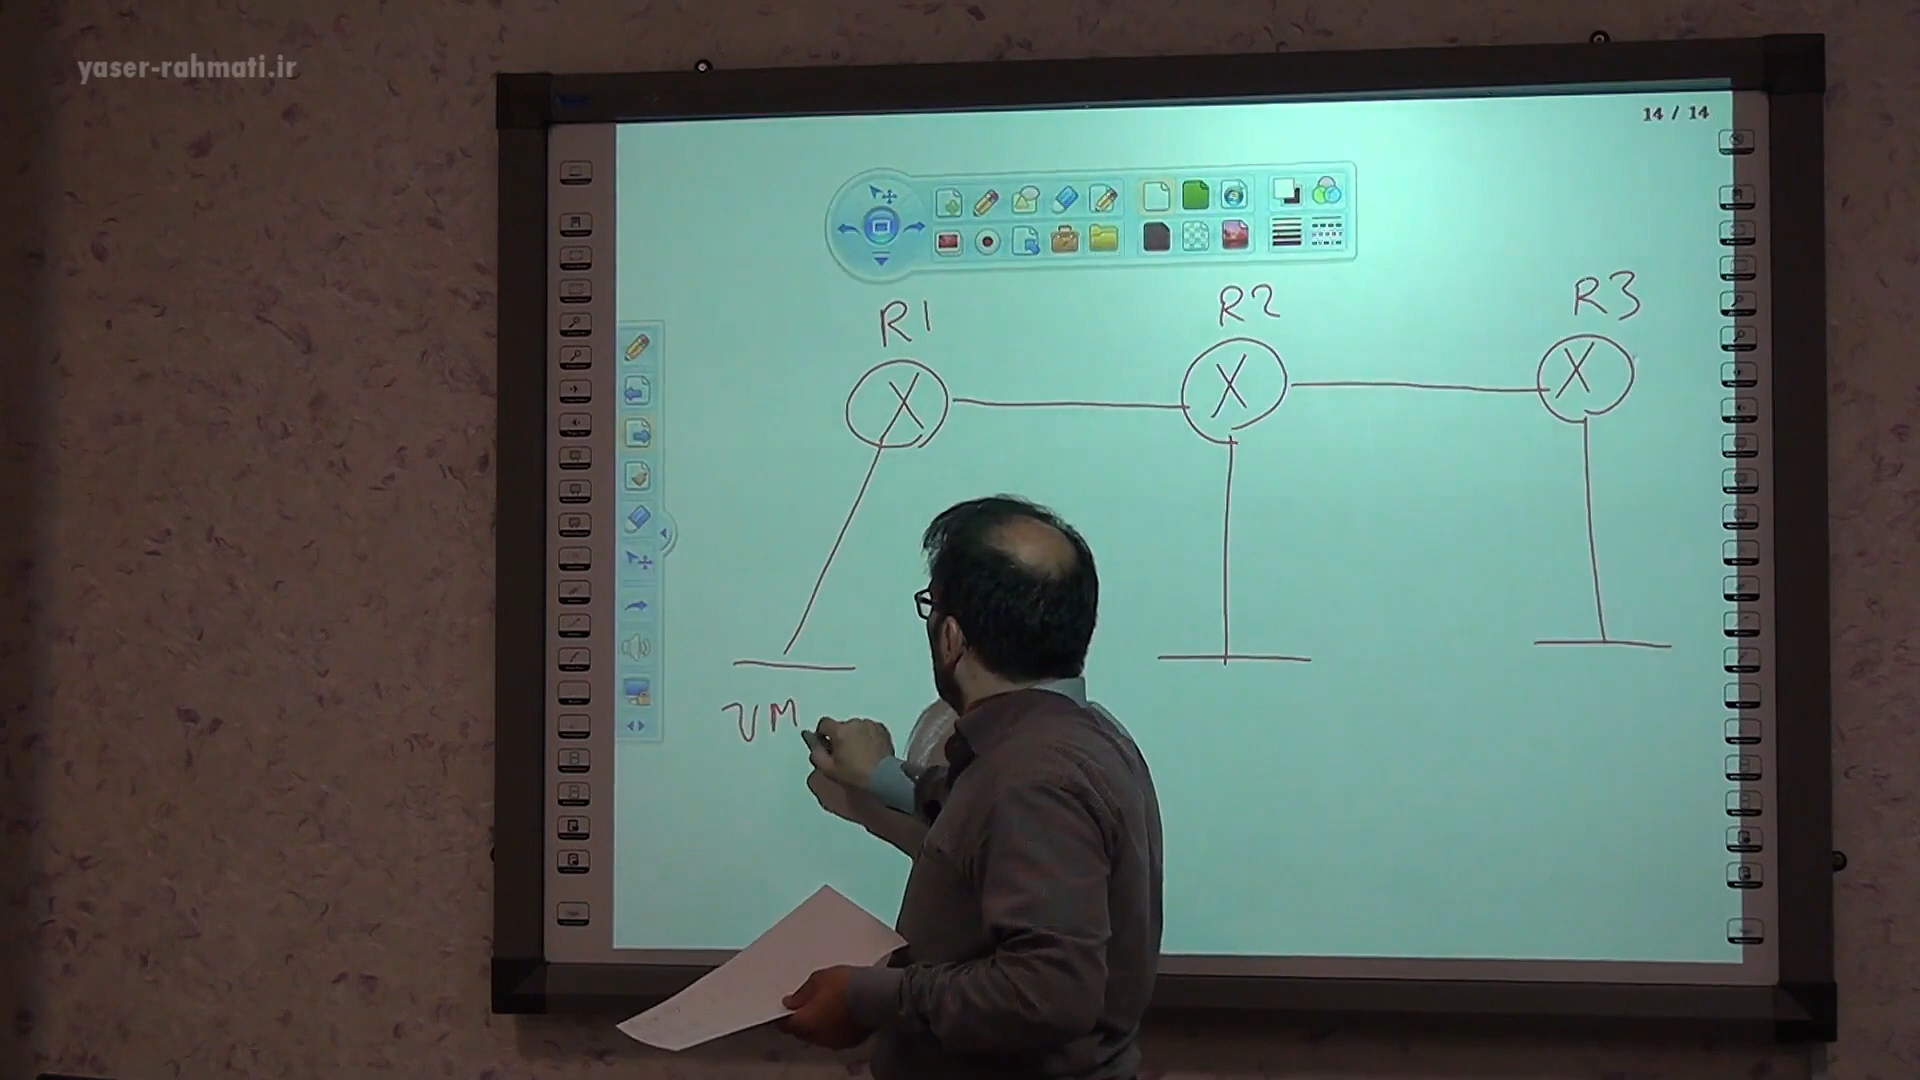 yaser-rahmati.ir
14 / 14
R1
R2
R3
X
X
X
VM